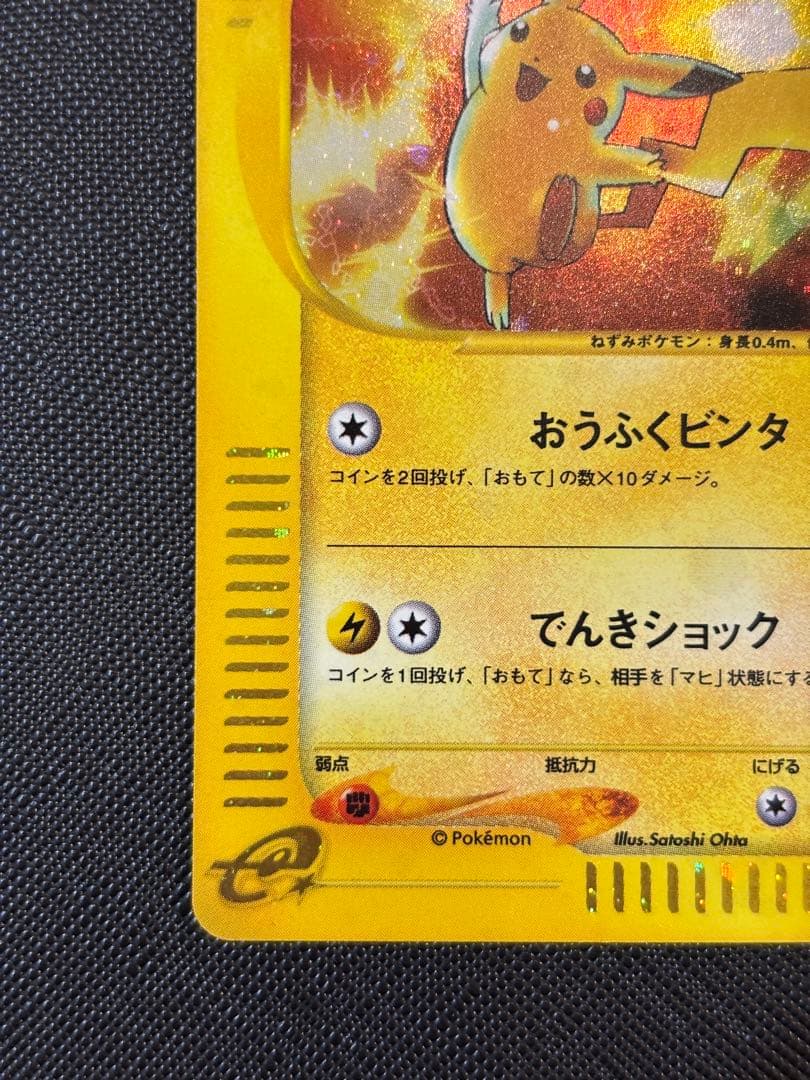 ねずみポケモン：身長0.4m、
おうふくビンタ
コインを2回投げ、「おもて」の数×10ダメージ。
でんきショック
コインを1回投げ、「おもて」なら、相手を「マヒ」状態にする
弱点 抵抗力 にげる
© Pokémon Illus. Satoshi Ohta
e